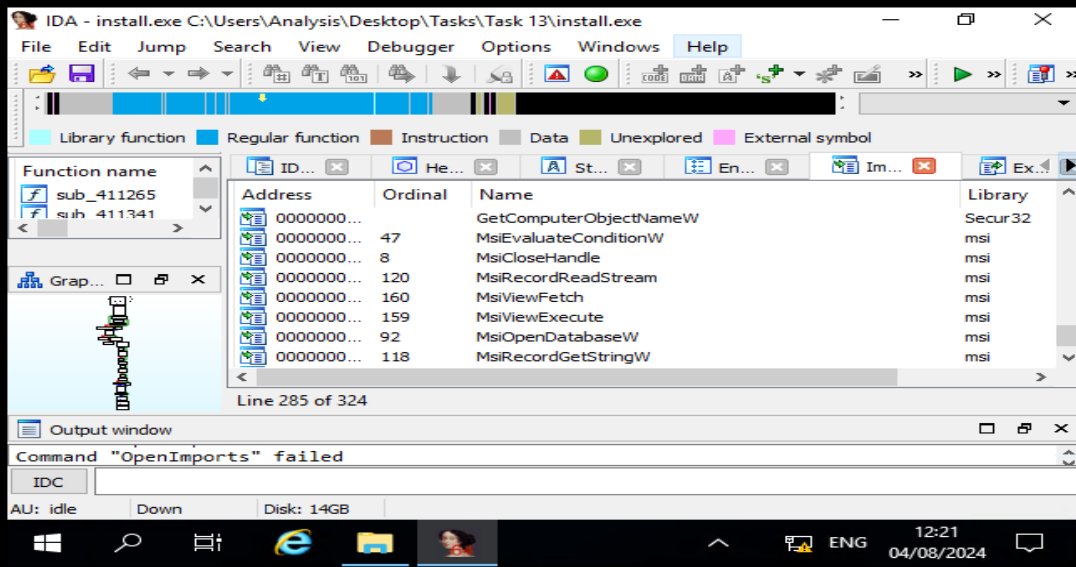 IDA - install.exe C:\Users\Analysis\Desktop\Tasks\Task 13\install.exe
File Edit Jump Search View Debugger Options Windows Help
Library function Regular function Instruction Data Unexplored External symbol
Function name
sub_411265
sub_411341
ID... He... St... En... Im... Ex...
Address Ordinal Name Library
0000000... GetComputerObjectNameW Secur32
0000000... 47 MsiEvaluateConditionW msi
0000000... 8 MsiCloseHandle msi
0000000... 120 MsiRecordReadStream msi
0000000... 160 MsiViewFetch msi
0000000... 159 MsiViewExecute msi
0000000... 92 MsiOpenDatabaseW msi
0000000... 118 MsiRecordGetStringW msi
Grap...
Line 285 of 324
Output window
Command "OpenImports" failed
IDC
AU: idle Down Disk: 14GB
ENG
12:21
04/08/2024